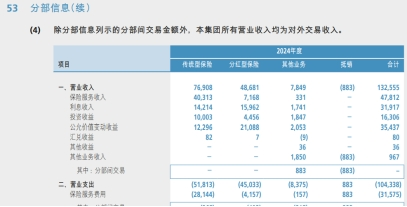 53 分部信息(续)
(4) 除分部信息列示的分部间交易金额外，本集团所有营业收入均为对外交易收入。
2024年度
项目 传统型保险 分红型保险 其他业务 抵销 合计
一、营业收入 76,908 48,681 7,849 (883) 132,555
保险服务收入 40,313 7,168 331 – 47,812
利息收入 14,214 15,962 1,741 – 31,917
投资收益 10,003 4,456 1,847 – 16,306
公允价值变动收益 12,296 21,088 2,053 – 35,437
汇兑收益 82 7 (9) – 80
其他收益 – – 36 – 36
其他业务收入 – – 1,850 (883) 967
其中：分部间交易 – – 883 (883) –
二、营业支出 (51,813) (45,033) (8,375) 883 (104,338)
保险服务费用 (28,144) (4,157) (157) 883 (31,575)